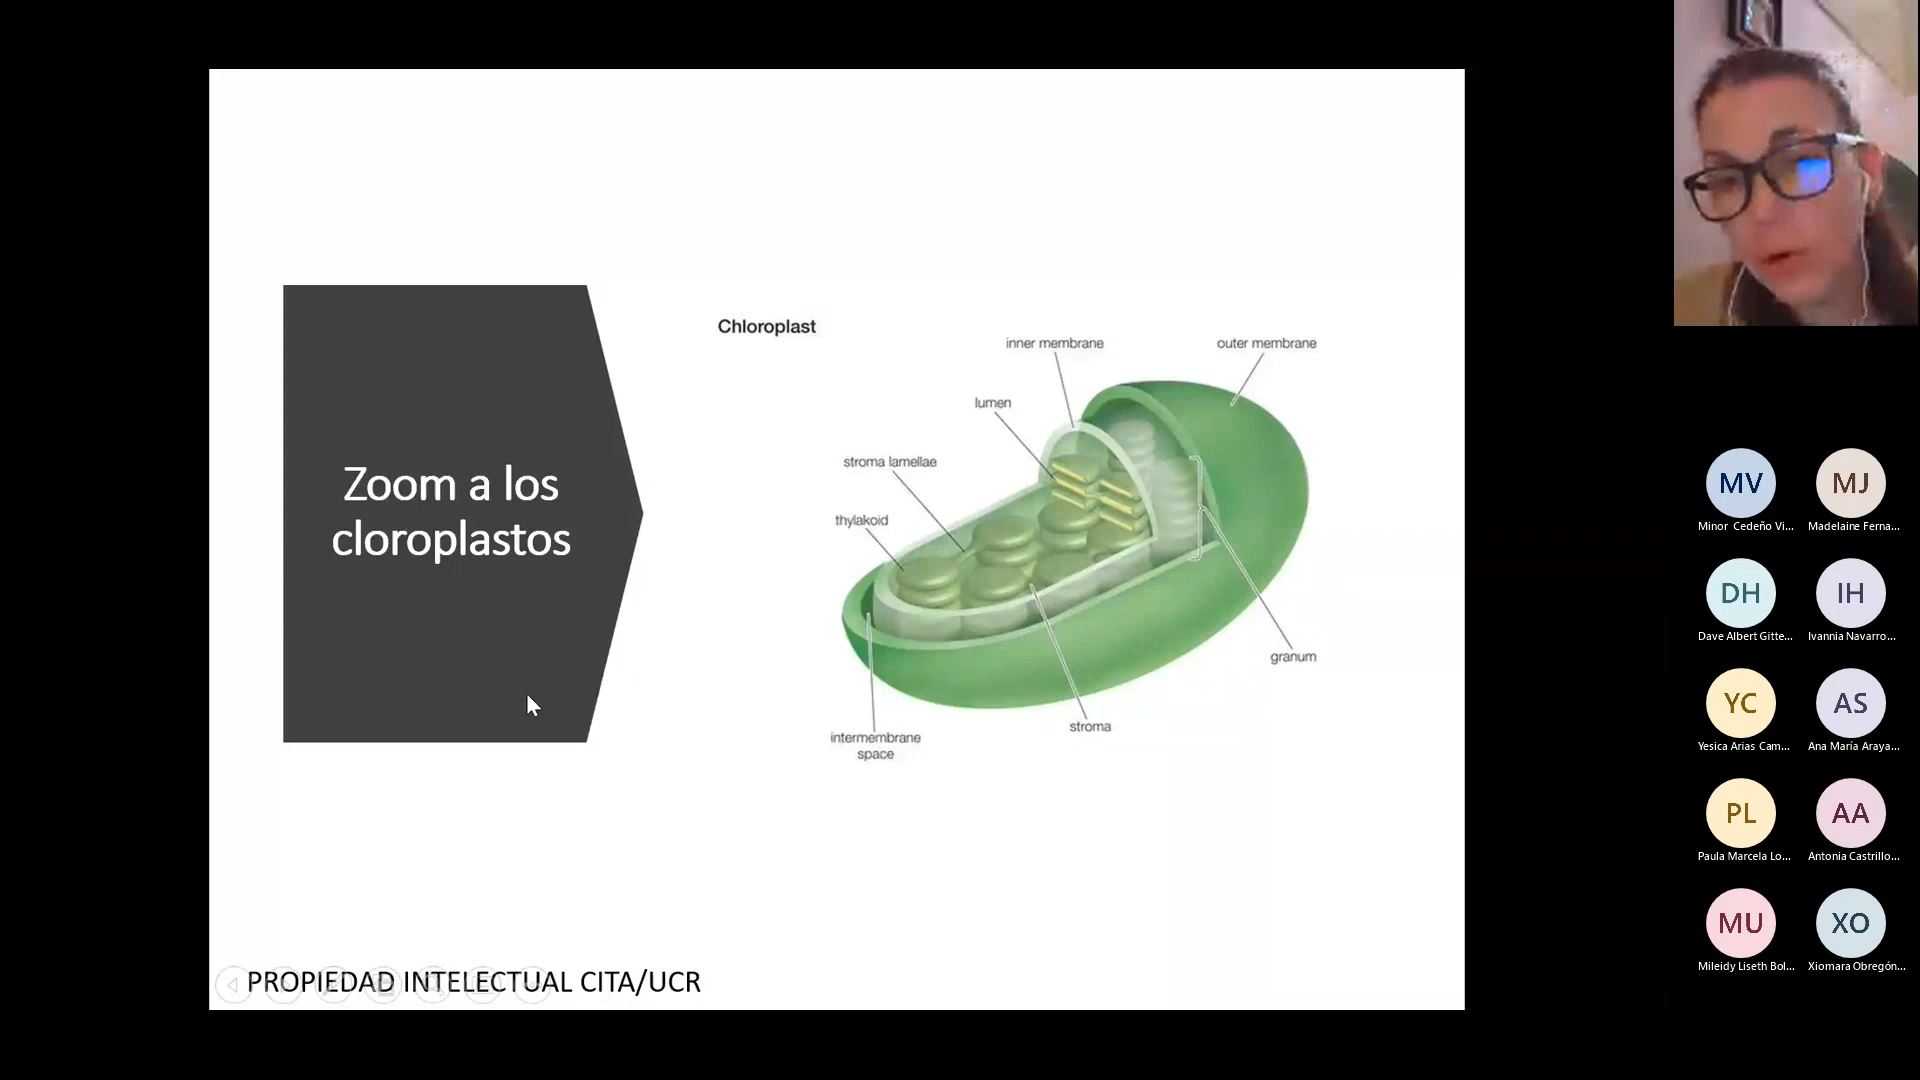 Zoom a los
cloroplastos
Chloroplast
inner membrane
outer membrane
lumen
stroma lamellae
thylakoid
granum
stroma
intermembrane
space
PROPIEDAD INTELECTUAL CITA/UCR
MV
MJ
Minor Cedeño Vi...
Madelaine Ferna...
DH
IH
Dave Albert Gitte...
Ivannia Navarro...
YC
AS
Yesica Arias Cam...
Ana María Araya...
PL
AA
Paula Marcela Lo...
Antonia Castrillo...
MU
XO
Mileidy Liseth Bol...
Xiomara Obregón...